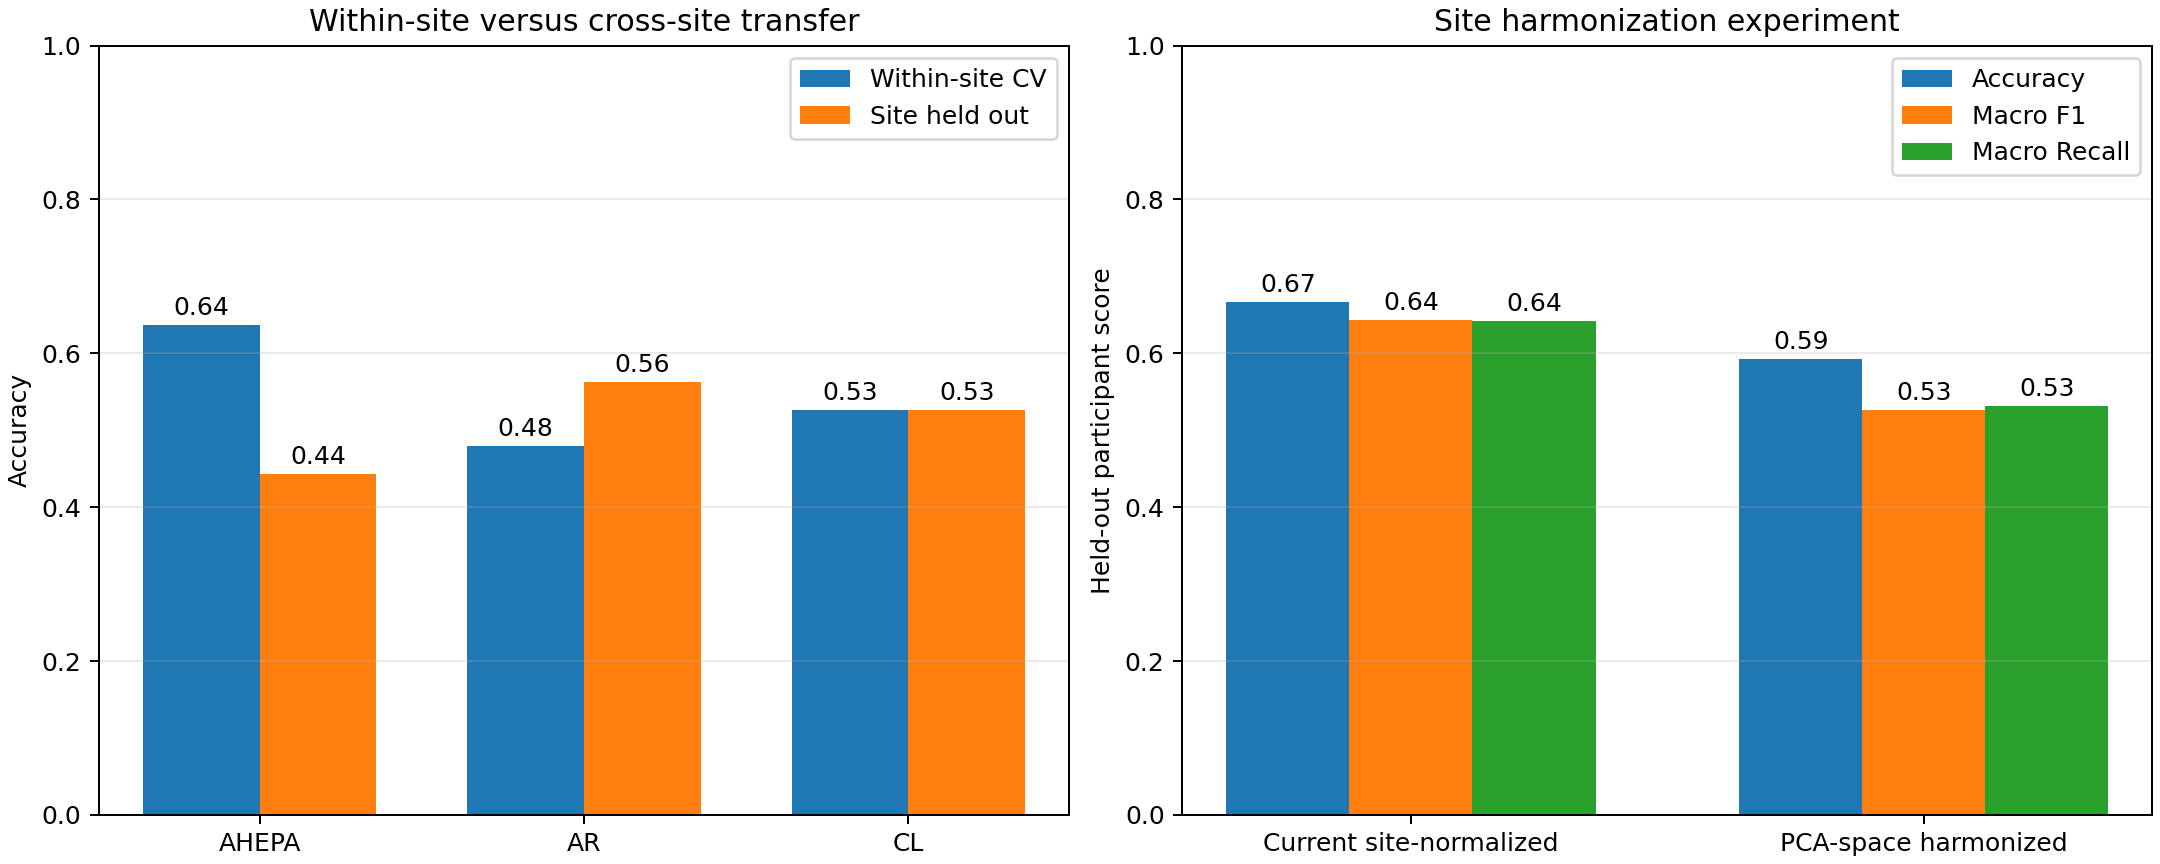 Within-site versus cross-site transfer
Accuracy
1.0
0.8
0.6
0.4
0.2
0.0
Within-site CV
Site held out
0.64
0.44
0.48
0.56
0.53
0.53
AHEPA
AR
CL
Site harmonization experiment
Held-out participant score
1.0
0.8
0.6
0.4
0.2
0.0
Accuracy
Macro F1
Macro Recall
0.67
0.64
0.64
0.59
0.53
0.53
Current site-normalized
PCA-space harmonized